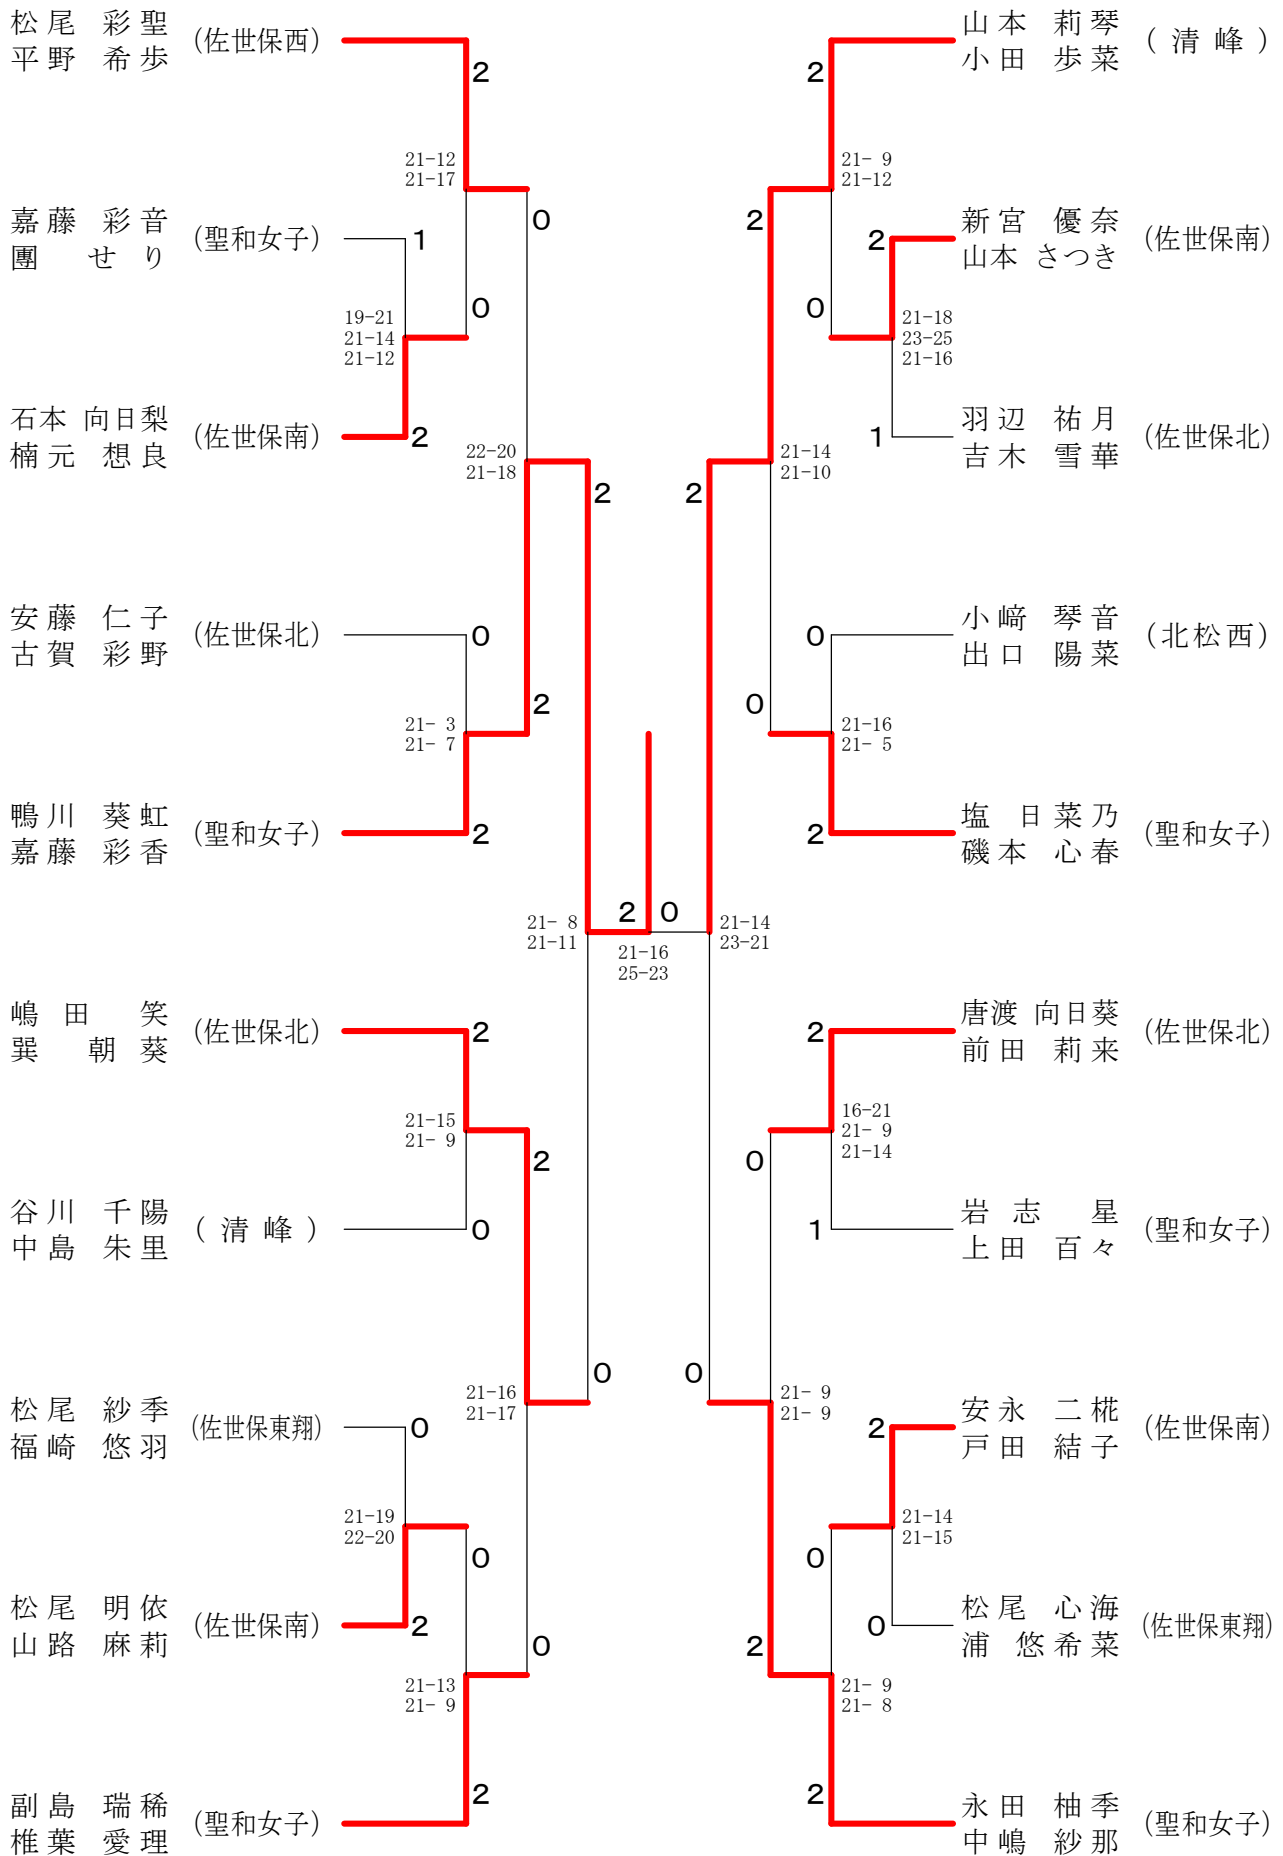 松尾 彩聖
平野 希歩
(佐世保西)
2
21-12
21-17
0
嘉藤 彩音
團 せり
(聖和女子)
1
0
19-21
21-14
21-12
石本 向日梨
楠元 想良
(佐世保南)
2
22-20
21-18
2
安藤 仁子
古賀 彩野
(佐世保北)
0
2
21- 3
21- 7
鴨川 葵虹
嘉藤 彩香
(聖和女子)
2
21- 8
21-11
2 0
21-16
25-23
嶋田 笑
巽 朝葵
(佐世保北)
2
21-15
21- 9
2
谷川 千陽
中島 朱里
(清峰)
0
0
21-16
21-17
松尾 紗季
福崎 悠羽
(佐世保東翔)
0
21-19
22-20
0
松尾 明依
山路 麻莉
(佐世保南)
2
0
21-13
21- 9
副島 瑞稀
椎葉 愛理
(聖和女子)
2
山本 莉琴
小田 歩菜
(清峰)
2
21- 9
21-12
2
新宮 優奈
山本 さつき
(佐世保南)
2
0
21-18
23-25
21-16
羽辺 祐月
吉木 雪華
(佐世保北)
1
21-14
21-10
2
小﨑 琴音
出口 陽菜
(北松西)
0
0
21-16
21- 5
塩 日菜乃
磯本 心春
(聖和女子)
2
21-14
23-21
唐渡 向日葵
前田 莉来
(佐世保北)
2
16-21
21- 9
21-14
0
岩志 星
上田 百々
(聖和女子)
1
0
21- 9
21- 9
安永 二椛
戸田 結子
(佐世保南)
2
21-14
21-15
0
松尾 心海
浦 悠希菜
(佐世保東翔)
0
2
21- 9
21- 8
永田 柚季
中嶋 紗那
(聖和女子)
2